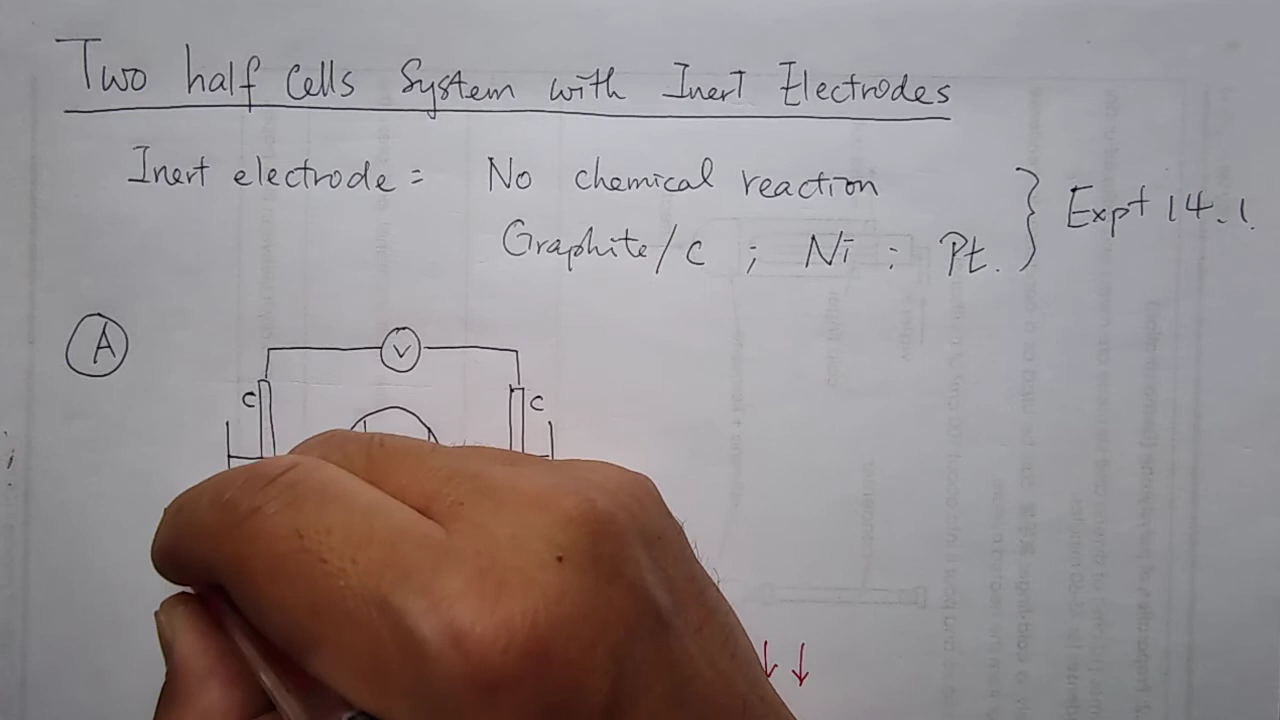 Two half Cells System with Inert Electrodes
Inert electrode = No chemical reaction
Graphite/C ; Ni : Pt. } Expt 14.1
A
V
C C